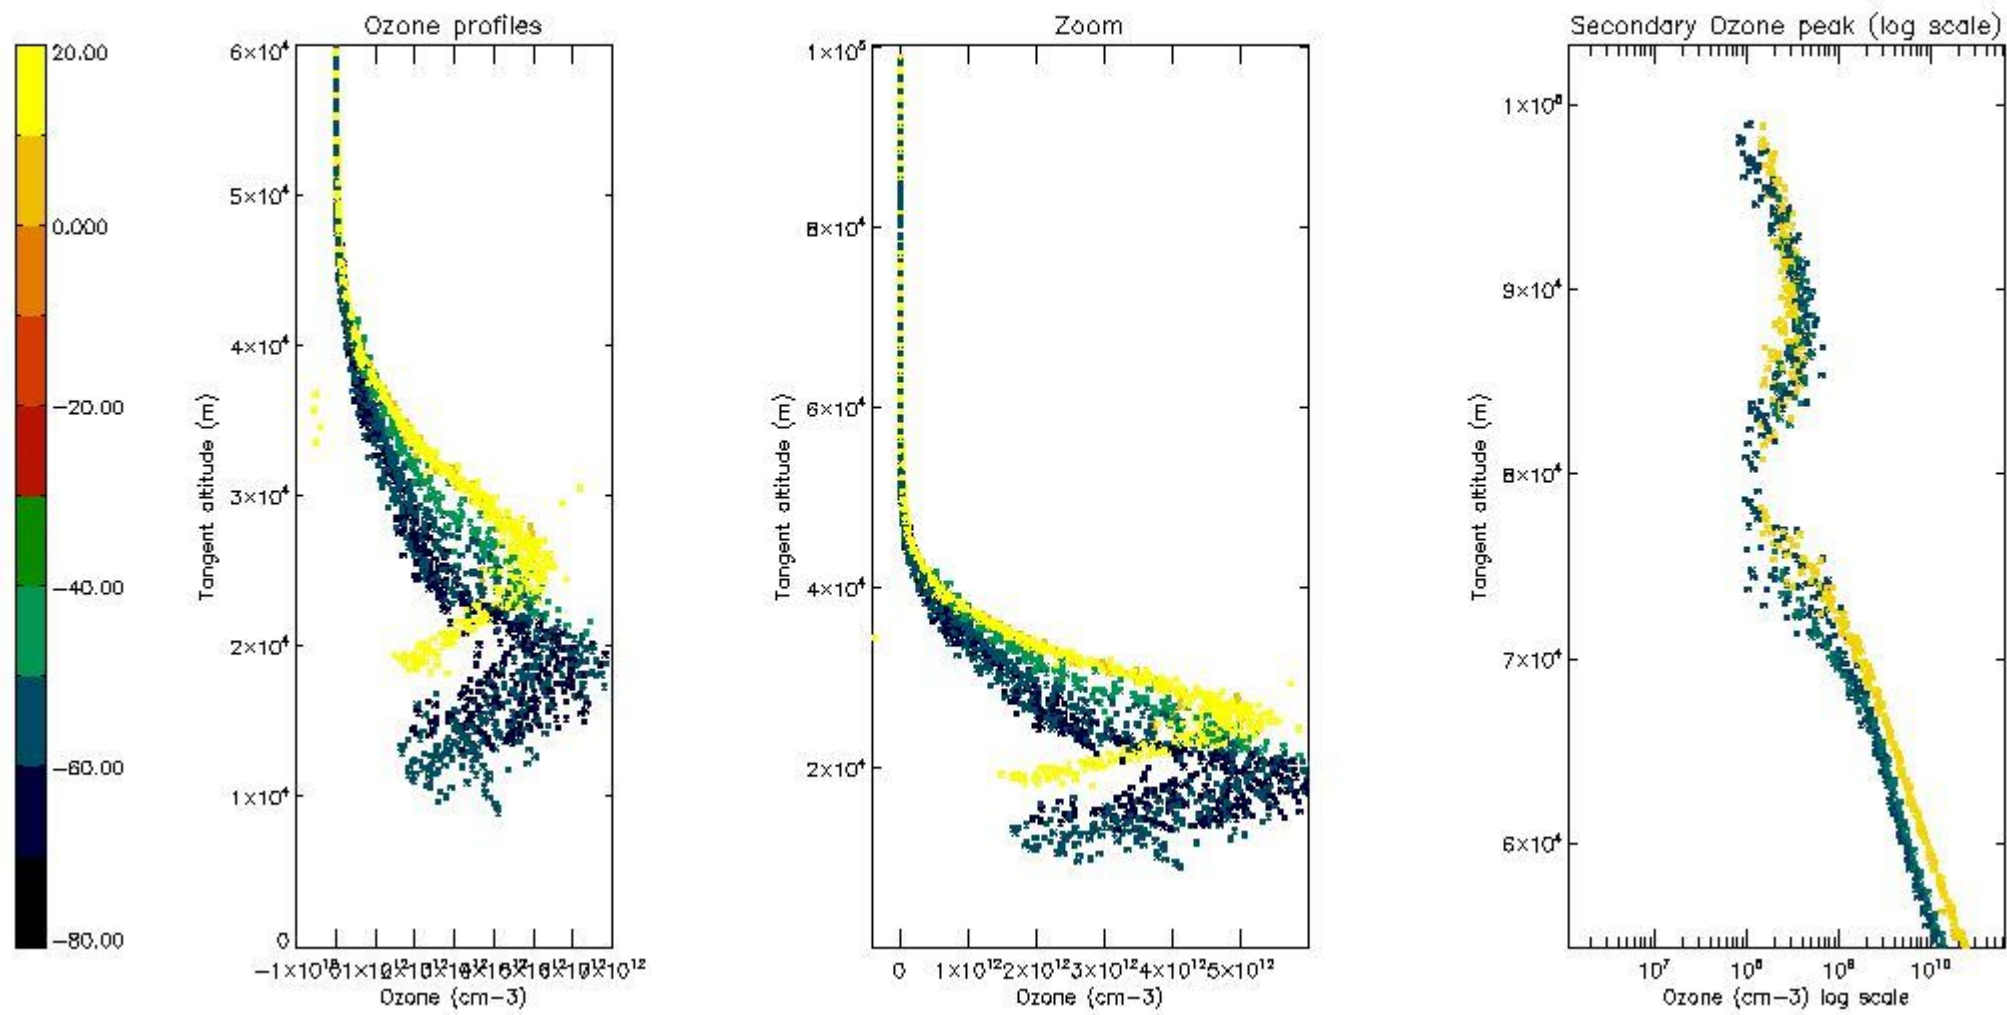 Ozone profiles
Zoom
Secondary Ozone peak (log scale)
20.00
0.000
−20.00
−40.00
−60.00
−80.00
6×10⁴
5×10⁴
4×10⁴
3×10⁴
2×10⁴
1×10⁴
0
Tangent altitude (m)
Ozone (cm−3)
1×10⁵
8×10⁴
6×10⁴
4×10⁴
2×10⁴
Tangent altitude (m)
0 1×10¹² 2×10¹² 3×10¹² 4×10¹² 5×10¹²
Ozone (cm−3)
9×10⁴
8×10⁴
7×10⁴
6×10⁴
Tangent altitude (m)
10⁷ 10⁸ 10⁹ 10¹⁰
Ozone (cm−3) log scale